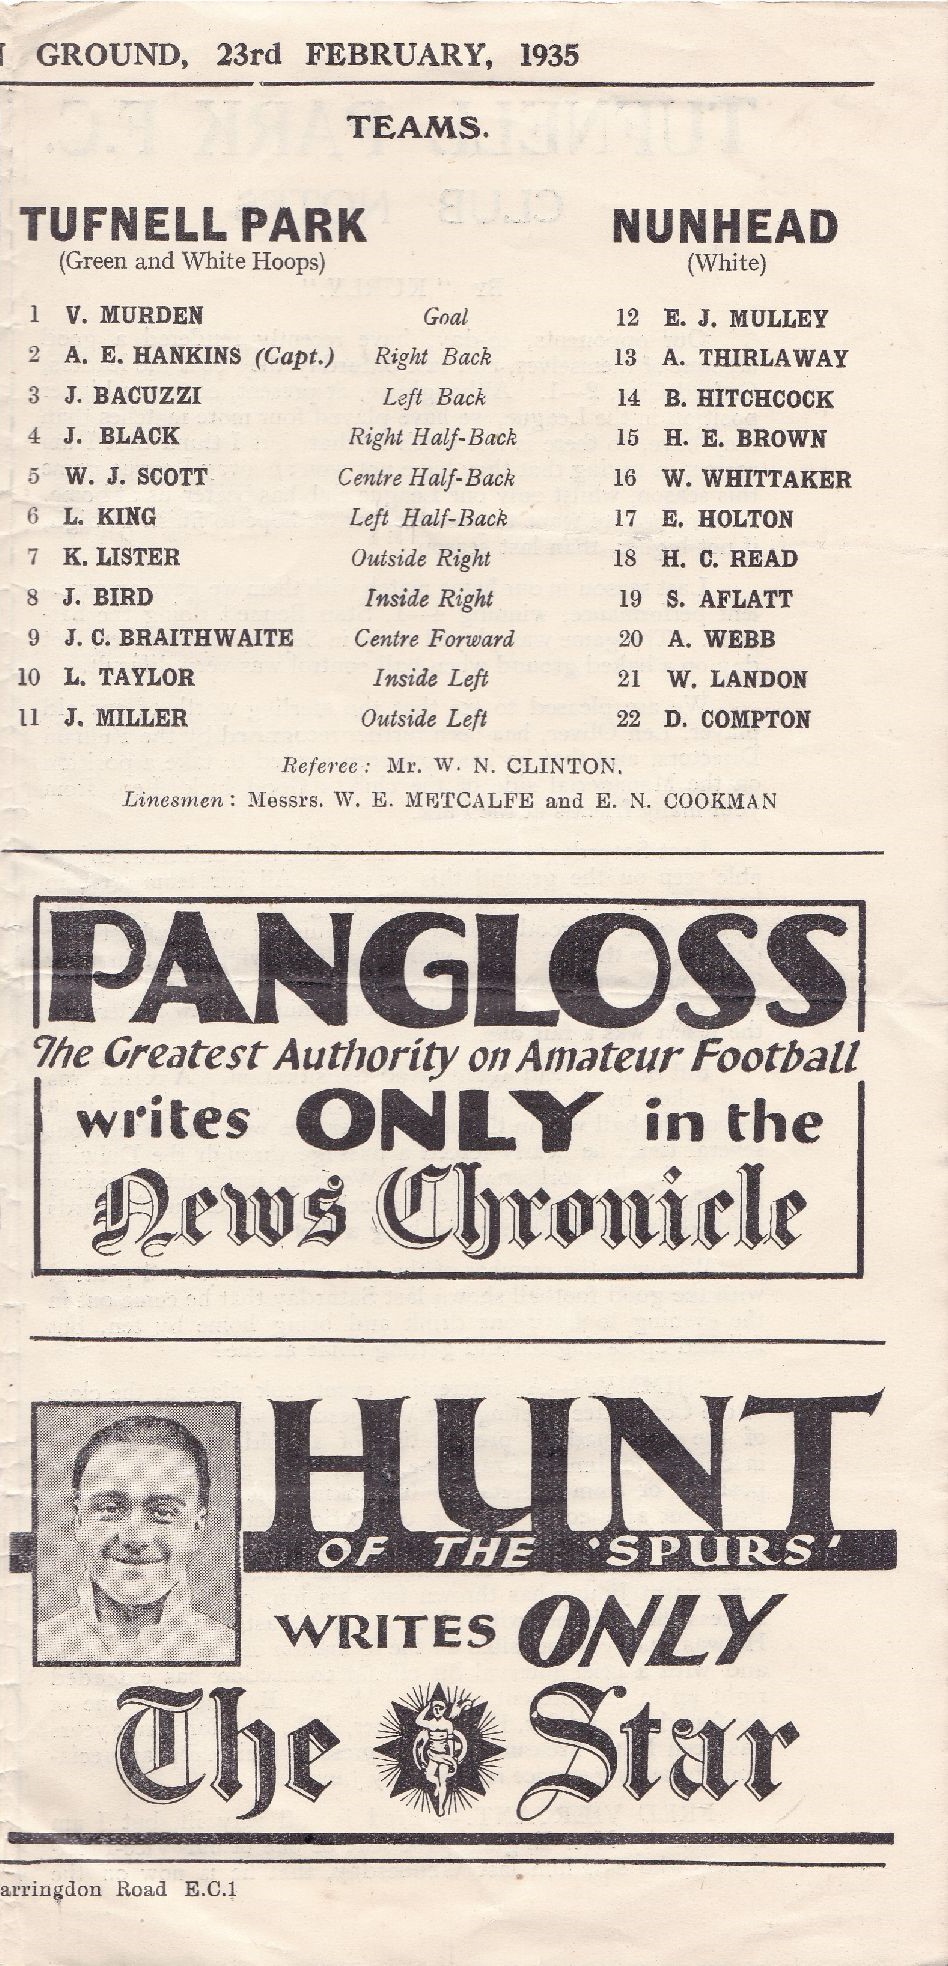 GROUND, 23rd FEBRUARY, 1935
TEAMS.
TUFNELL PARK NUNHEAD
(Green and White Hoops) (White)
1 V. MURDEN Goal 12 E. J. MULLEY
2 A. E. HANKINS (Capt.) Right Back 13 A. THIRLAWAY
3 J. BACUZZI Left Back 14 B. HITCHCOCK
4 J. BLACK Right Half-Back 15 H. E. BROWN
5 W. J. SCOTT Centre Half-Back 16 W. WHITTAKER
6 L. KING Left Half-Back 17 E. HOLTON
7 K. LISTER Outside Right 18 H. C. READ
8 J. BIRD Inside Right 19 S. AFLATT
9 J. C. BRAITHWAITE Centre Forward 20 A. WEBB
10 L. TAYLOR Inside Left 21 W. LANDON
11 J. MILLER Outside Left 22 D. COMPTON
Referee: Mr. W. N. CLINTON.
Linesmen: Messrs. W. E. METCALFE and E. N. COOKMAN
PANGLOSS
The Greatest Authority on Amateur Football
writes ONLY in the
News Chronicle
HUNT
OF THE 'SPURS'
WRITES ONLY
The Star
arringdon Road E.C.1